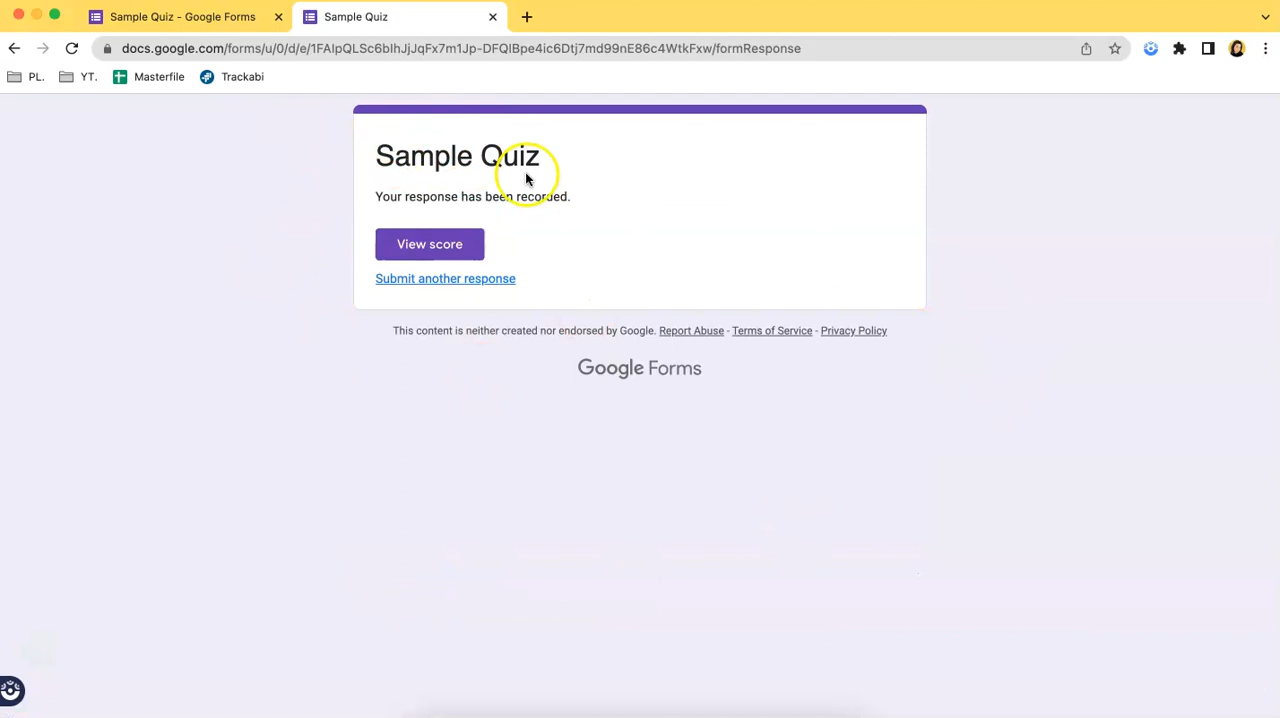 Sample Quiz - Google Forms
Sample Quiz
docs.google.com/forms/u/0/d/e/1FAIpQLSc6bIhJjJqFx7m1Jp-DFQIBpe4ic6Dtj7md99nE86c4WtkFxw/formResponse
PL.
YT.
Masterfile
Trackabi
Sample Quiz
Your response has been recorded.
View score
Submit another response
This content is neither created nor endorsed by Google. Report Abuse - Terms of Service - Privacy Policy
Google Forms